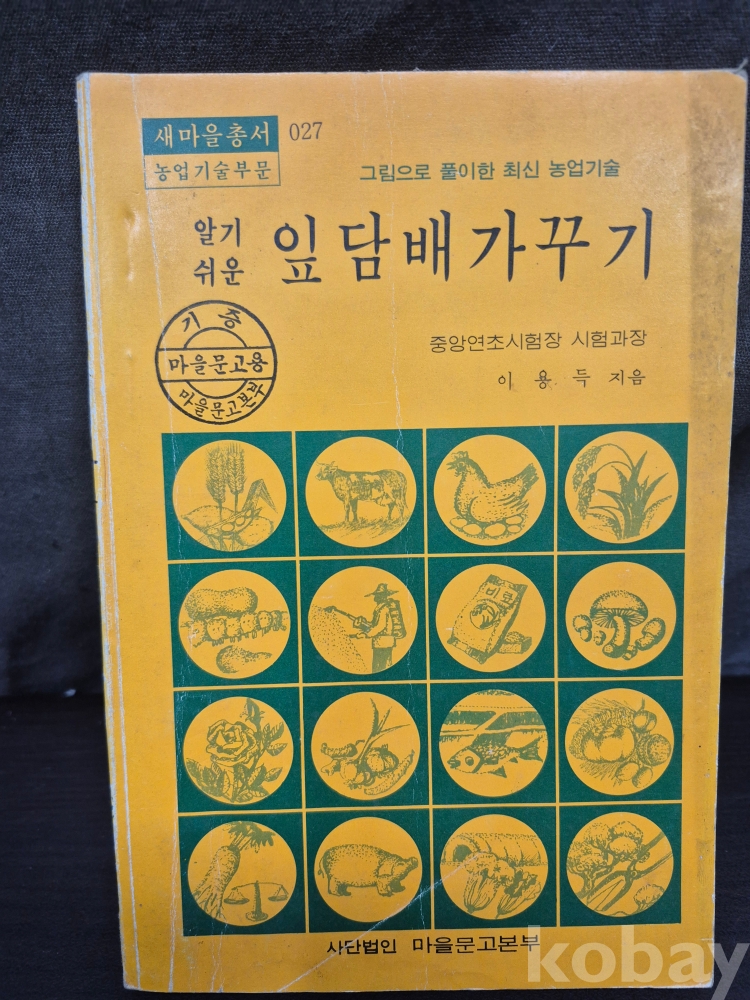 새마을총서 027
농업기술부문
그림으로 풀이한 최신 농업기술
알기
쉬운
잎담배가꾸기
기증
마을문고용
마을문고본부
중앙연초시험장 시험과장
이용득 지음
비료
사단법인 마을문고본부
kobay